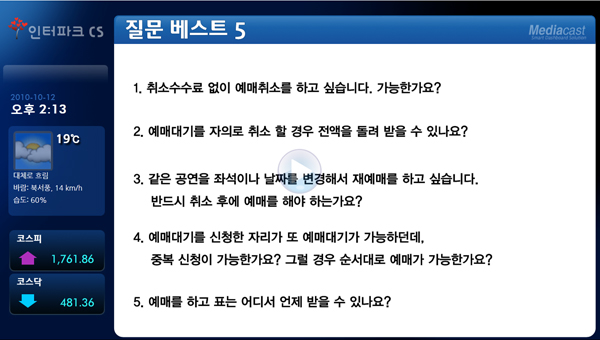 인터파크 CS
질문 베스트 5
Mediacast
Smart Dashboard Solution
2010-10-12
오후 2:13
19℃
대체로 흐림
바람: 북서풍, 14 km/h
습도: 60%
코스피
1,761.86
코스닥
481.36
1. 취소수수료 없이 예매취소를 하고 싶습니다. 가능한가요?
2. 예매대기를 자의로 취소 할 경우 전액을 돌려 받을 수 있나요?
3. 같은 공연을 좌석이나 날짜를 변경해서 재예매를 하고 싶습니다.
반드시 취소 후에 예매를 해야 하는가요?
4. 예매대기를 신청한 자리가 또 예매대기가 가능하던데,
중복 신청이 가능한가요? 그럴 경우 순서대로 예매가 가능한가요?
5. 예매를 하고 표는 어디서 언제 받을 수 있나요?